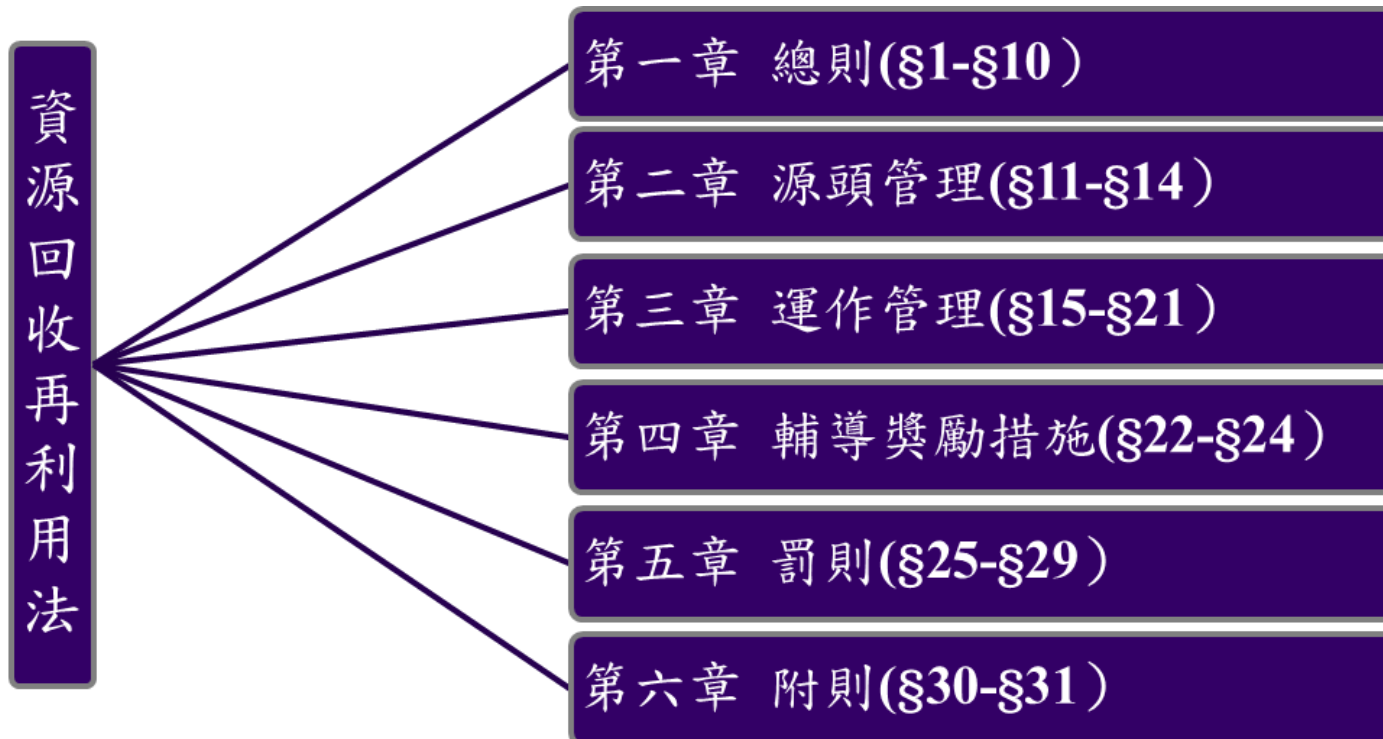 資源回收再利用法
第一章 總則(§1-§10）
第二章 源頭管理(§11-§14）
第三章 運作管理(§15-§21）
第四章 輔導獎勵措施(§22-§24）
第五章 罰則(§25-§29）
第六章 附則(§30-§31）